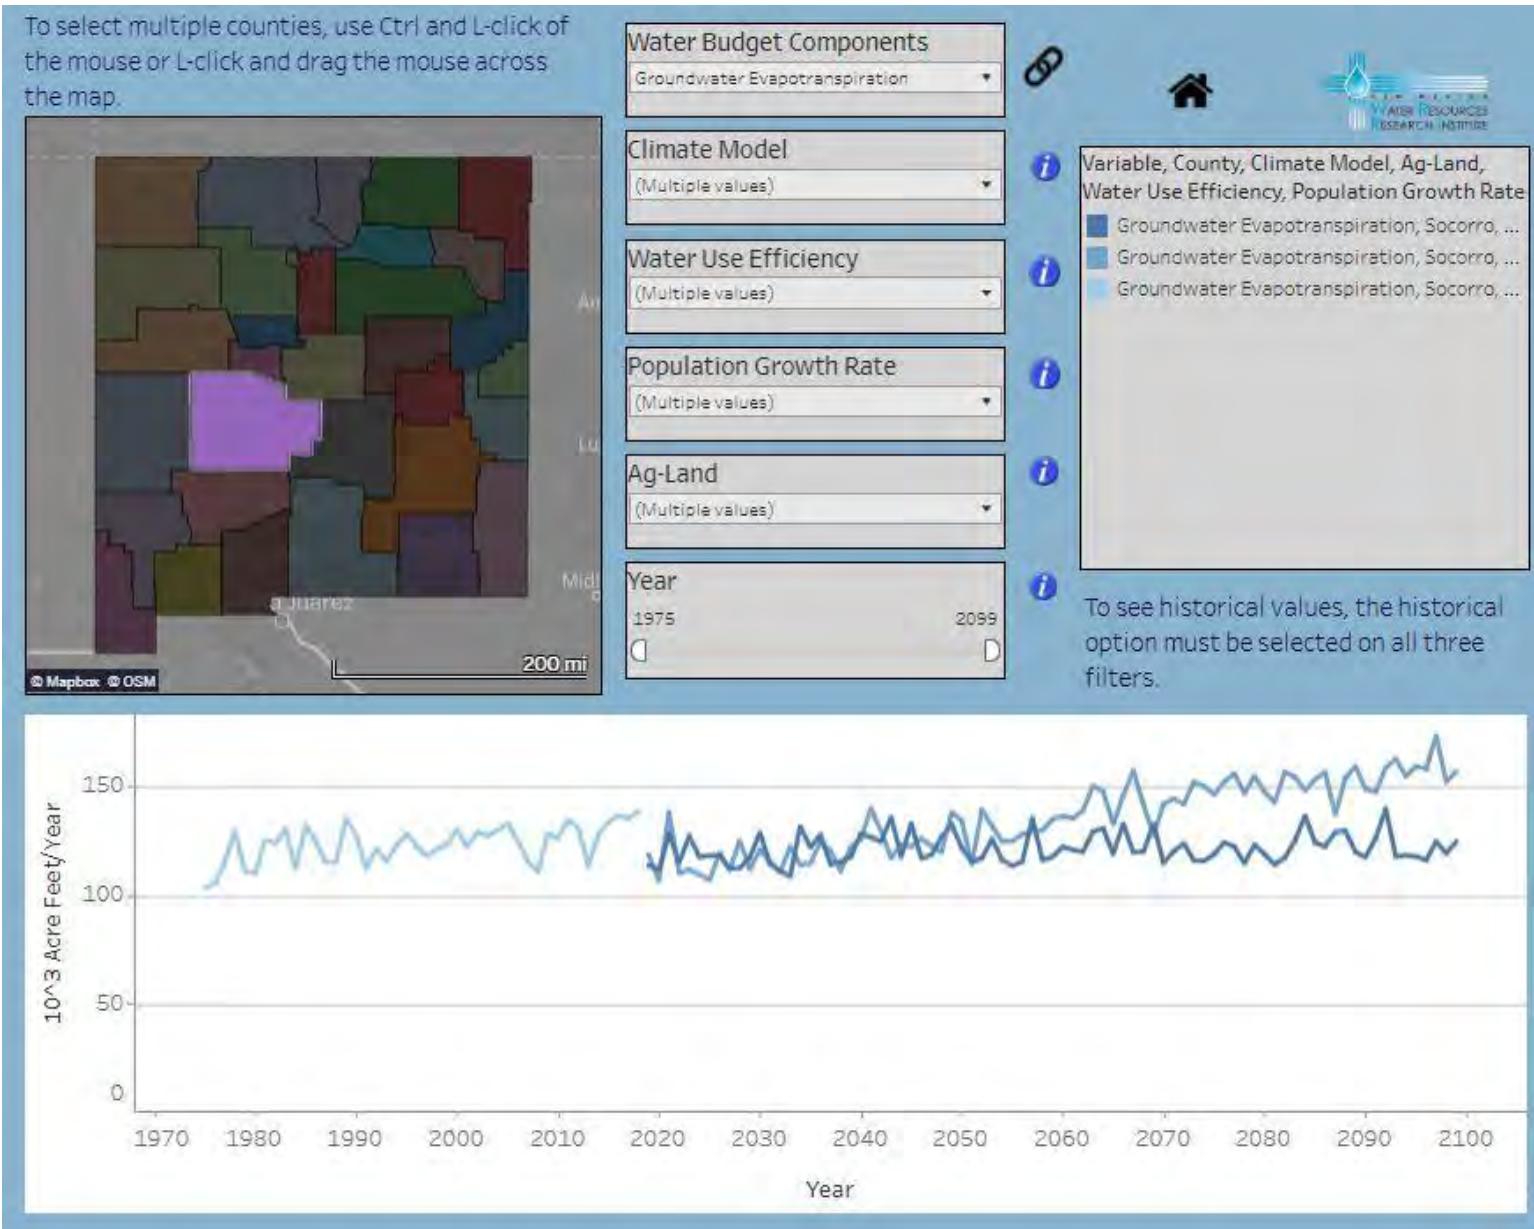 To select multiple counties, use Ctrl and L-click of
the mouse or L-click and drag the mouse across
the map.
200 mi
© Mapbox © OSM
Water Budget Components
Groundwater Evapotranspiration
Climate Model
(Multiple values)
Water Use Efficiency
(Multiple values)
Population Growth Rate
(Multiple values)
Ag-Land
(Multiple values)
Year
1975 2099
WATER RESOURCES
RESEARCH INSTITUTE
Variable, County, Climate Model, Ag-Land,
Water Use Efficiency, Population Growth Rate
Groundwater Evapotranspiration, Socorro, ...
Groundwater Evapotranspiration, Socorro, ...
Groundwater Evapotranspiration, Socorro, ...
To see historical values, the historical
option must be selected on all three
filters.
10^3 Acre Feet/Year
150
100
50
0
1970 1980 1990 2000 2010 2020 2030 2040 2050 2060 2070 2080 2090 2100
Year